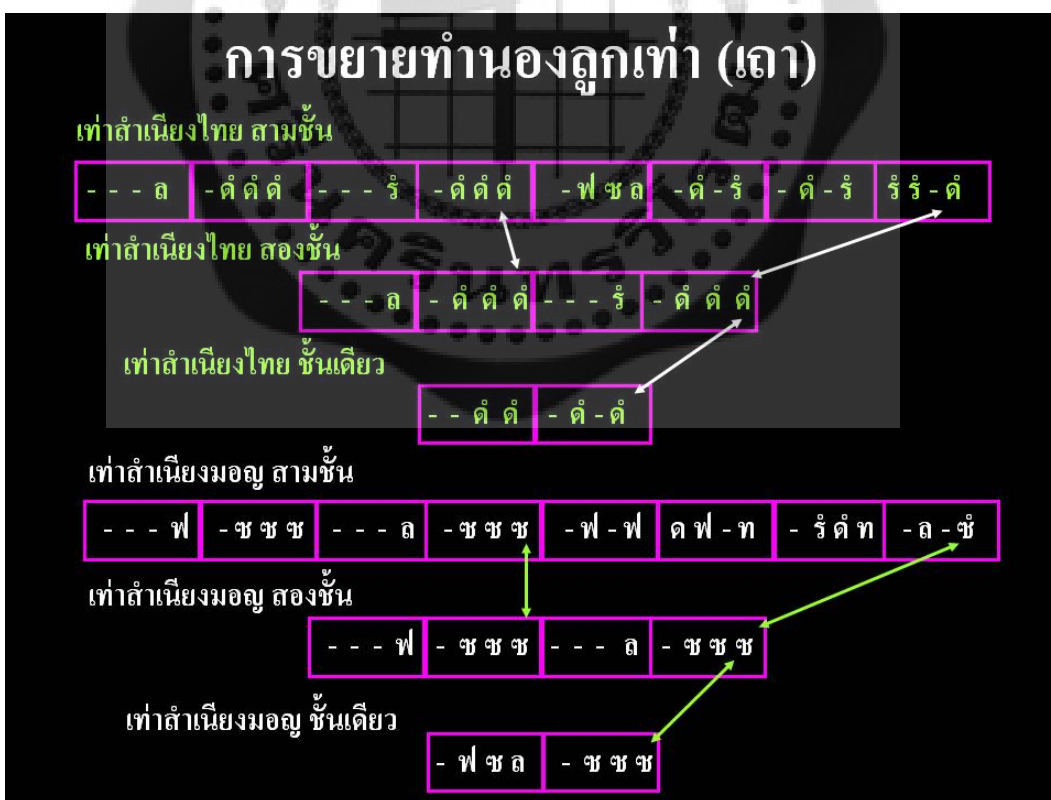 การขยายทำนองลูกเท่า (เถา)
เท่าสำเนียงไทย สามชั้น
- - - ล - ดํ ดํ ดํ - - - รํ - ดํ ดํ ดํ - ฟ ซ ล - ดํ - รํ - ดํ - รํ รํ รํ - ดํ
เท่าสำเนียงไทย สองชั้น
- - - ล - ดํ ดํ ดํ - - - รํ - ดํ ดํ ดํ
เท่าสำเนียงไทย ชั้นเดียว
- - ดํ ดํ - ดํ - ดํ
เท่าสำเนียงมอญ สามชั้น
- - - ฟ - ซ ซ ซ - - - ล - ซ ซ ซ - ฟ - ฟ ด ฟ - ท - รํ ดํ ท - ล - ซํ
เท่าสำเนียงมอญ สองชั้น
- - - ฟ - ซ ซ ซ - - - ล - ซ ซ ซ
เท่าสำเนียงมอญ ชั้นเดียว
- ฟ ซ ล - ซ ซ ซ